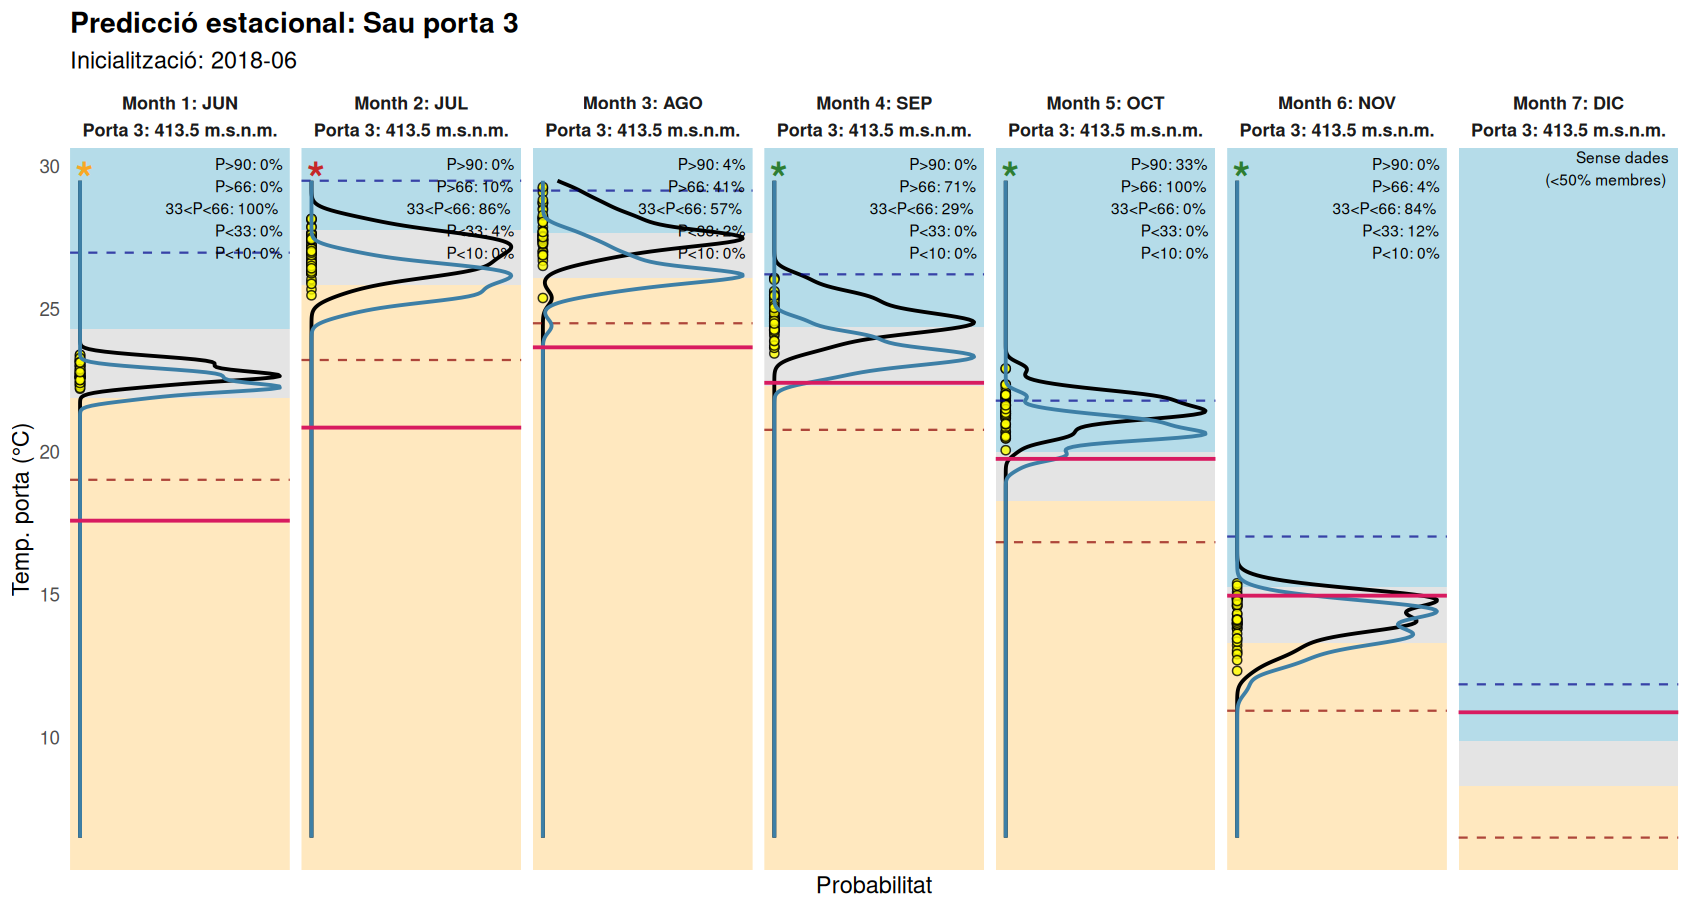 Predicció estacional: Sau porta 3
Inicialització: 2018-06
Month 1: JUN
Porta 3: 413.5 m.s.n.m.
Month 2: JUL
Porta 3: 413.5 m.s.n.m.
Month 3: AGO
Porta 3: 413.5 m.s.n.m.
Month 4: SEP
Porta 3: 413.5 m.s.n.m.
Month 5: OCT
Porta 3: 413.5 m.s.n.m.
Month 6: NOV
Porta 3: 413.5 m.s.n.m.
Month 7: DIC
Porta 3: 413.5 m.s.n.m.
Temp. porta (°C)
30
25
20
15
10
*
P>90: 0%
P>66: 0%
33<P<66: 100%
P<33: 0%
P<10: 0%
*
P>90: 0%
P>66: 10%
33<P<66: 86%
P<33: 4%
P<10: 0%
P>90: 4%
P>66: 41%
33<P<66: 57%
P<33: 2%
P<10: 0%
*
P>90: 0%
P>66: 71%
33<P<66: 29%
P<33: 0%
P<10: 0%
*
P>90: 33%
P>66: 100%
33<P<66: 0%
P<33: 0%
P<10: 0%
*
P>90: 0%
P>66: 4%
33<P<66: 84%
P<33: 12%
P<10: 0%
Sense dades
(<50% membres)
Probabilitat